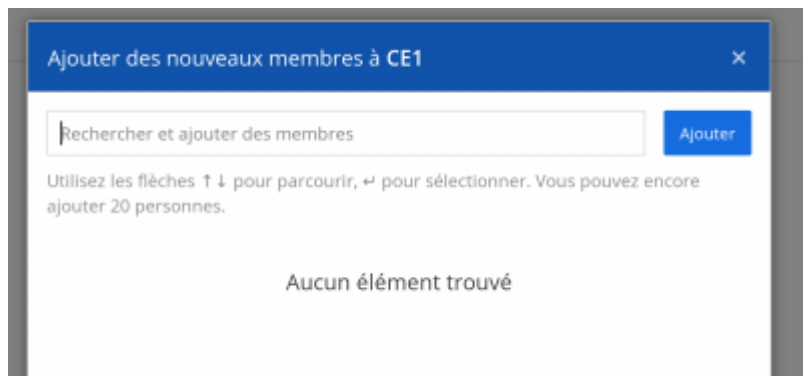 Ajouter des nouveaux membres à CE1 ×
Rechercher et ajouter des membres
Ajouter
Utilisez les flèches ↑ ↓ pour parcourir, ↵ pour sélectionner. Vous pouvez encore
ajouter 20 personnes.
Aucun élément trouvé